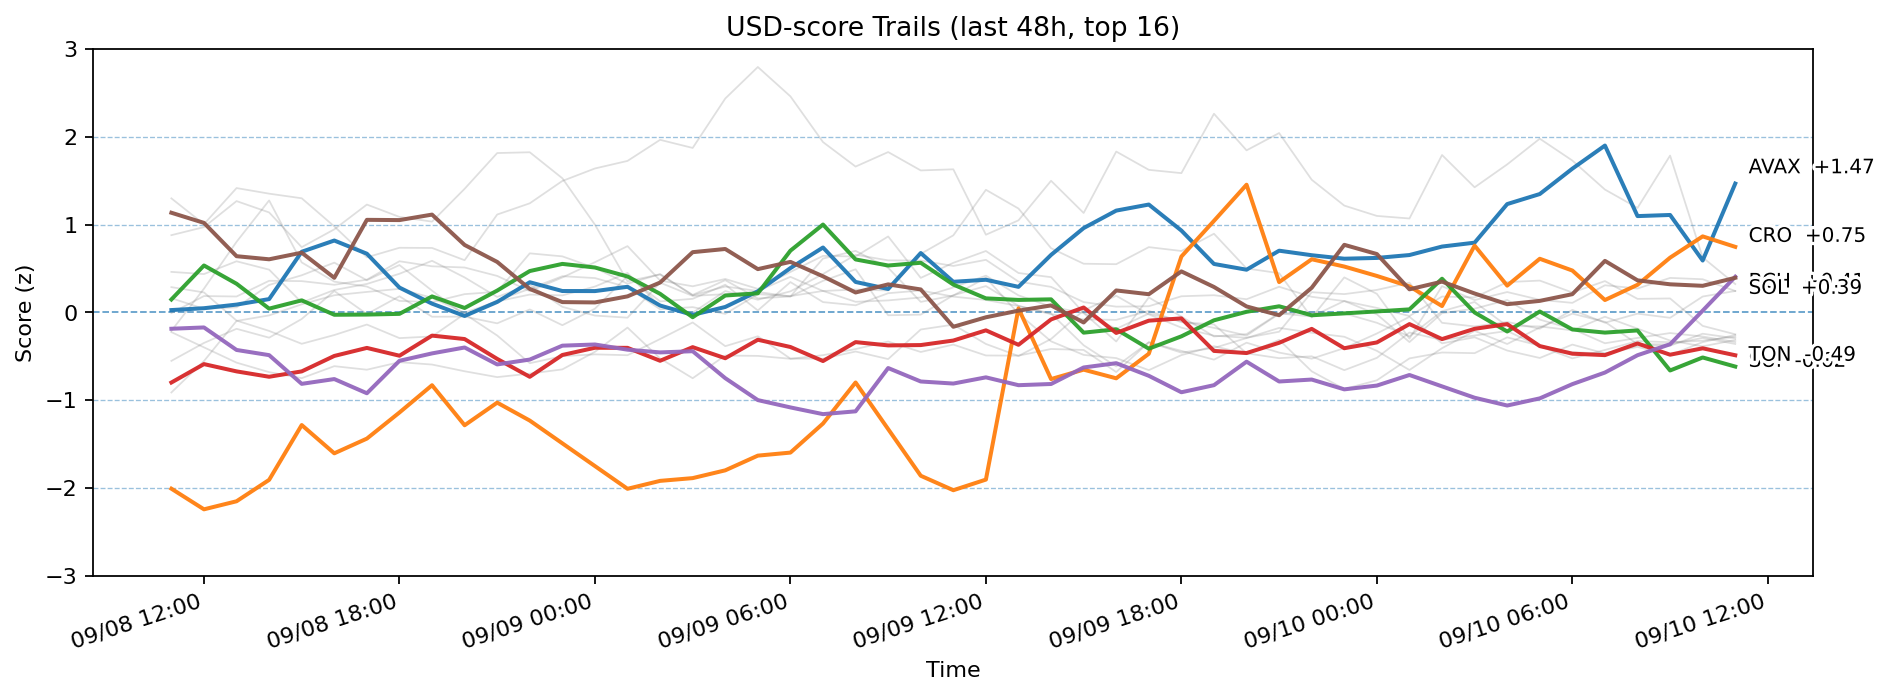 USD-score Trails (last 48h, top 16)
Score (z)
3
2
1
0
−1
−2
−3
AVAX +1.47
CRO +0.75
SOL +0.39
TON -0.49
09/08 12:00
09/08 18:00
09/09 00:00
09/09 06:00
09/09 12:00
09/09 18:00
09/10 00:00
09/10 06:00
09/10 12:00
Time